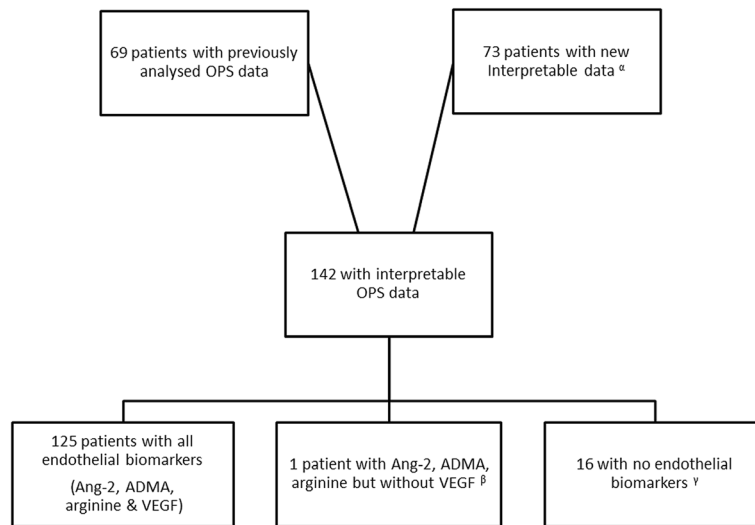 69 patients with previously
analysed OPS data
73 patients with new
Interpretable data α
142 with interpretable
OPS data
125 patients with all
endothelial biomarkers
(Ang-2, ADMA,
arginine & VEGF)
1 patient with Ang-2, ADMA,
arginine but without VEGF β
16 with no endothelial
biomarkers γ